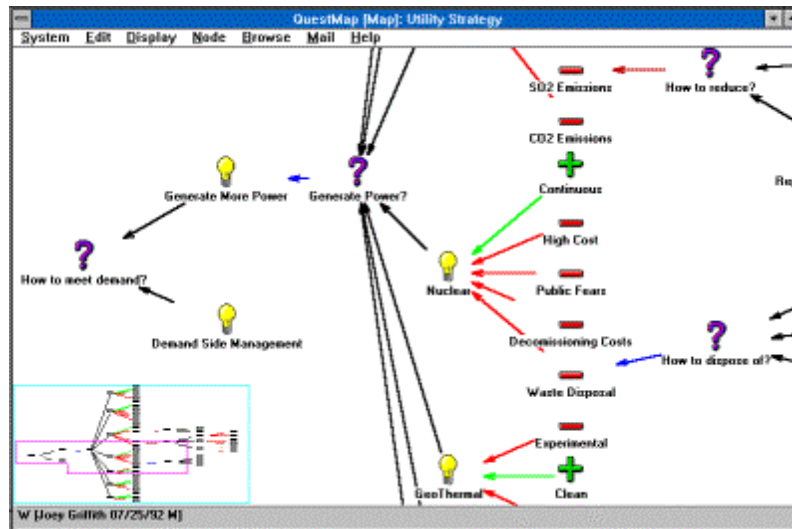 QuestMap [Map]: Utility Strategy
System Edit Display Node Browse Mail Help
SO2 Emissions
How to reduce?
CO2 Emissions
Generate More Power
Generate Power?
Continuous
High Cost
How to meet demand?
Nuclear
Public Fears
Demand Side Management
Decomissioning Costs
How to dispose of?
Waste Disposal
Experimental
GeoThermal
Clean
W [Joey Griffith 07/25/92 M]